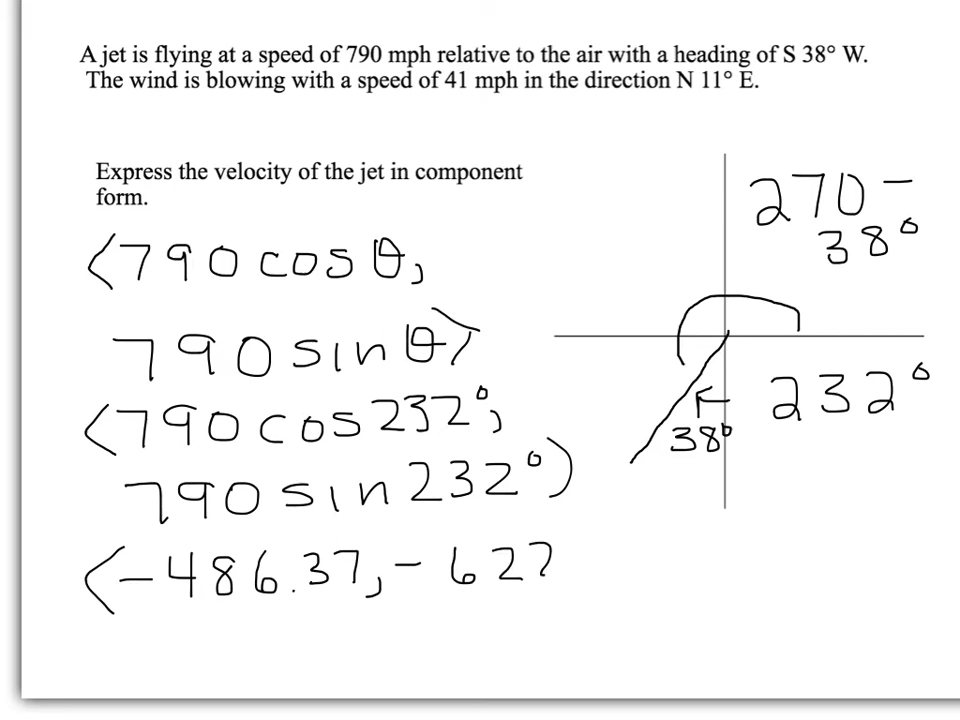 A jet is flying at a speed of 790 mph relative to the air with a heading of S 38° W.
The wind is blowing with a speed of 41 mph in the direction N 11° E.
Express the velocity of the jet in component
form.
⟨790 cos θ,
790 sin θ⟩
⟨790 cos 232°,
790 sin 232°⟩
⟨-486.37, -622
270 -
38°
232°
38°